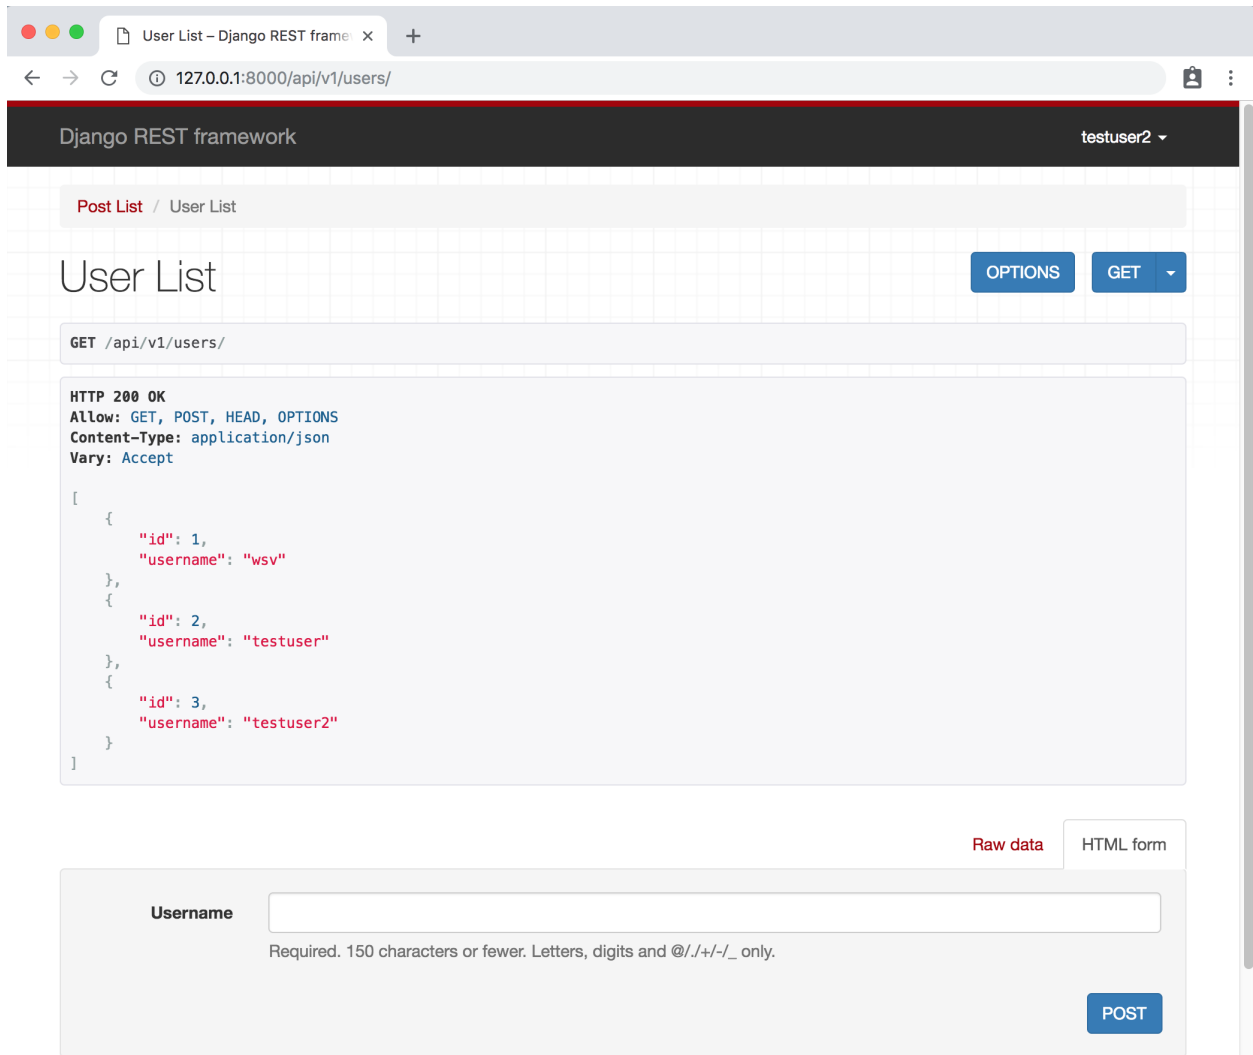 User List – Django REST frame
127.0.0.1:8000/api/v1/users/
Django REST framework
testuser2
Post List / User List
User List
OPTIONS
GET
GET /api/v1/users/
HTTP 200 OK
Allow: GET, POST, HEAD, OPTIONS
Content-Type: application/json
Vary: Accept
[
    {
        "id": 1,
        "username": "wsv"
    },
    {
        "id": 2,
        "username": "testuser"
    },
    {
        "id": 3,
        "username": "testuser2"
    }
]
Raw data
HTML form
Username
Required. 150 characters or fewer. Letters, digits and @/./+/-/_ only.
POST